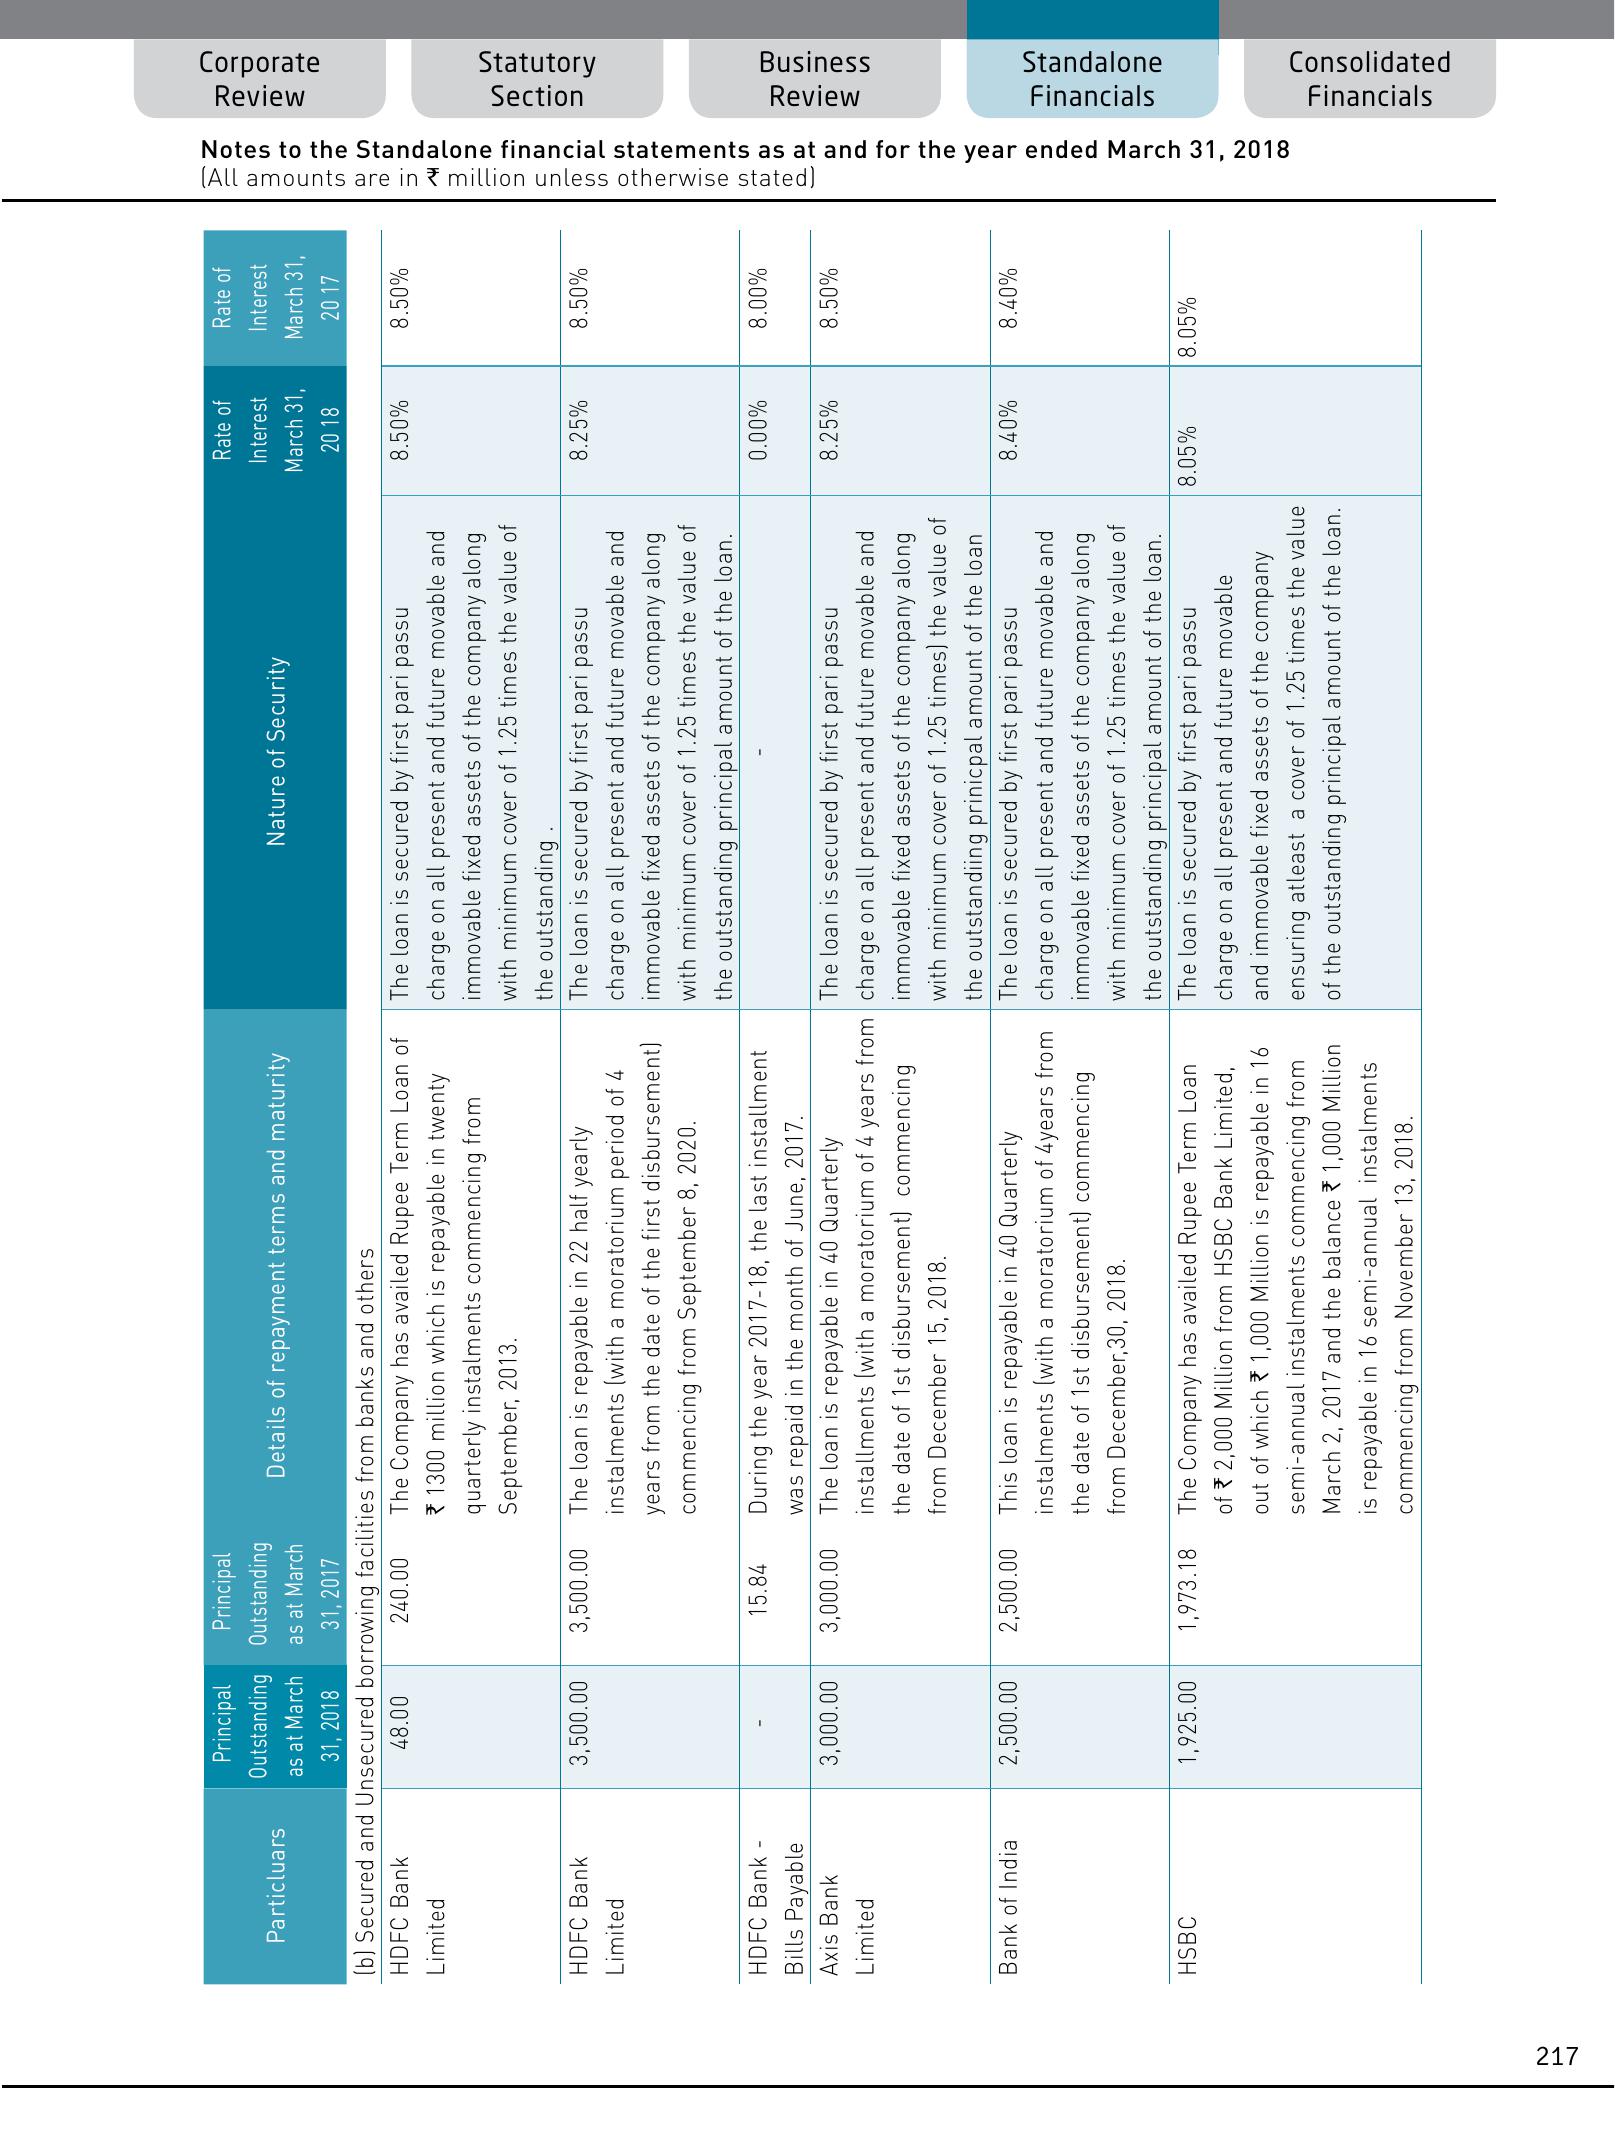 Corporate
Review
Statutory
Section
Business
Review
Standalone
Financials
Consolidated
Financials
Notes to the Standalone financial statements as at and for the year ended March 31, 2018
(All amounts are in ₹ million unless otherwise stated)
Particluars
Principal
Outstanding
as at March
31, 2018
Principal
Outstanding
as at March
31, 2017
Details of repayment terms and maturity
Nature of Security
Rate of
Interest
March 31,
2018
Rate of
Interest
March 31,
2017
(b) Secured and Unsecured borrowing facilities from banks and others
HDFC Bank
Limited
48.00
240.00
The Company has availed Rupee Term Loan of
₹ 1300 million which is repayable in twenty
quarterly instalments commencing from
September, 2013.
The loan is secured by first pari passu
charge on all present and future movable and
immovable fixed assets of the company along
with minimum cover of 1.25 times the value of
the outstanding .
8.50%
8.50%
HDFC Bank
Limited
3,500.00
3,500.00
The loan is repayable in 22 half yearly
instalments (with a moratorium period of 4
years from the date of the first disbursement)
commencing from September 8, 2020.
The loan is secured by first pari passu
charge on all present and future movable and
immovable fixed assets of the company along
with minimum cover of 1.25 times the value of
the outstanding principal amount of the loan.
8.25%
8.50%
HDFC Bank -
Bills Payable
-
15.84
During the year 2017-18, the last installment
was repaid in the month of June, 2017.
-
0.00%
8.00%
Axis Bank
Limited
3,000.00
3,000.00
The loan is repayable in 40 Quarterly
installments (with a moratorium of 4 years from
the date of 1st disbursement) commencing
from December 15, 2018.
The loan is secured by first pari passu
charge on all present and future movable and
immovable fixed assets of the company along
with minimum cover of 1.25 times) the value of
the outstandiing prinicpal amount of the loan
8.25%
8.50%
Bank of India
2,500.00
2,500.00
This loan is repayable in 40 Quarterly
instalments (with a moratorium of 4years from
the date of 1st disbursement) commencing
from December,30, 2018.
The loan is secured by first pari passu
charge on all present and future movable and
immovable fixed assets of the company along
with minimum cover of 1.25 times the value of
the outstanding principal amount of the loan.
8.40%
8.40%
HSBC
1,925.00
1,973.18
The Company has availed Rupee Term Loan
of ₹ 2,000 Million from HSBC Bank Limited,
out of which ₹ 1,000 Million is repayable in 16
semi-annual instalments commencing from
March 2, 2017 and the balance ₹ 1,000 Million
is repayable in 16 semi-annual instalments
commencing from November 13, 2018.
The loan is secured by first pari passu
charge on all present and future movable
and immovable fixed assets of the company
ensuring atleast a cover of 1.25 times the value
of the outstanding principal amount of the loan.
8.05%
8.05%
217